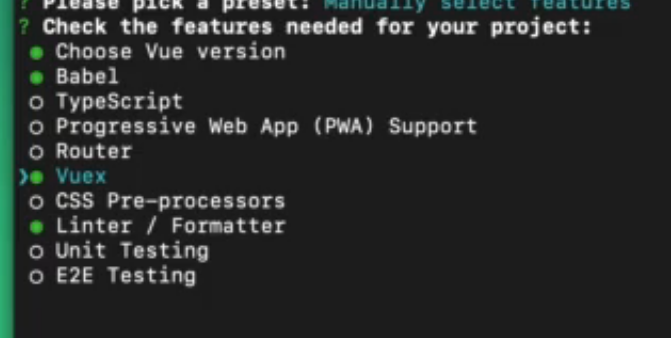 ? Please pick a preset: Manually select features
? Check the features needed for your project:
◉ Choose Vue version
◉ Babel
◯ TypeScript
◯ Progressive Web App (PWA) Support
◯ Router
❯◉ Vuex
◯ CSS Pre-processors
◉ Linter / Formatter
◯ Unit Testing
◯ E2E Testing